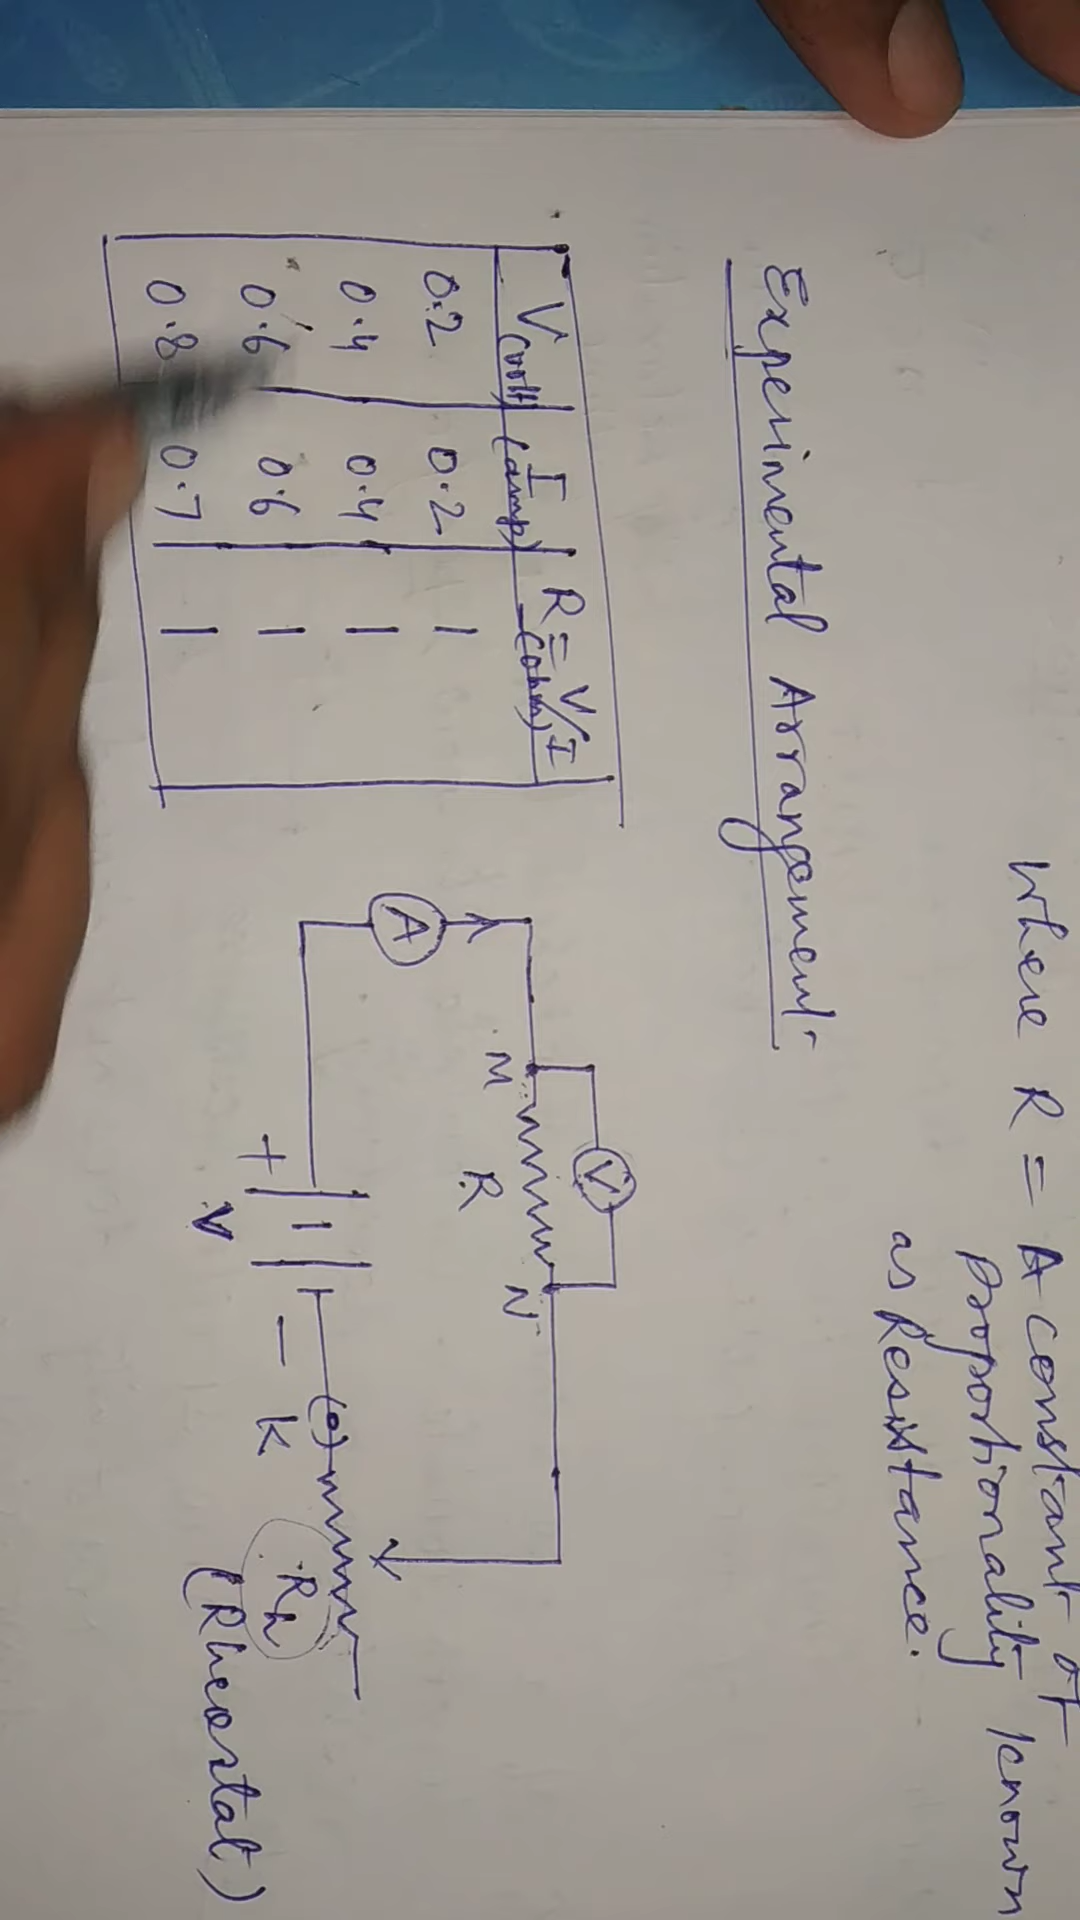 Where R = A constant of
proportionality known
as Resistance.
Experimental Arrangement
V (volt) I (amp) R = V/I (ohm)
0.2 0.2 1
0.4 0.4 1
0.6 0.6 1
0.8 0.7 1
V
A
M R N
+ V - K
Rh
(Rheostat)